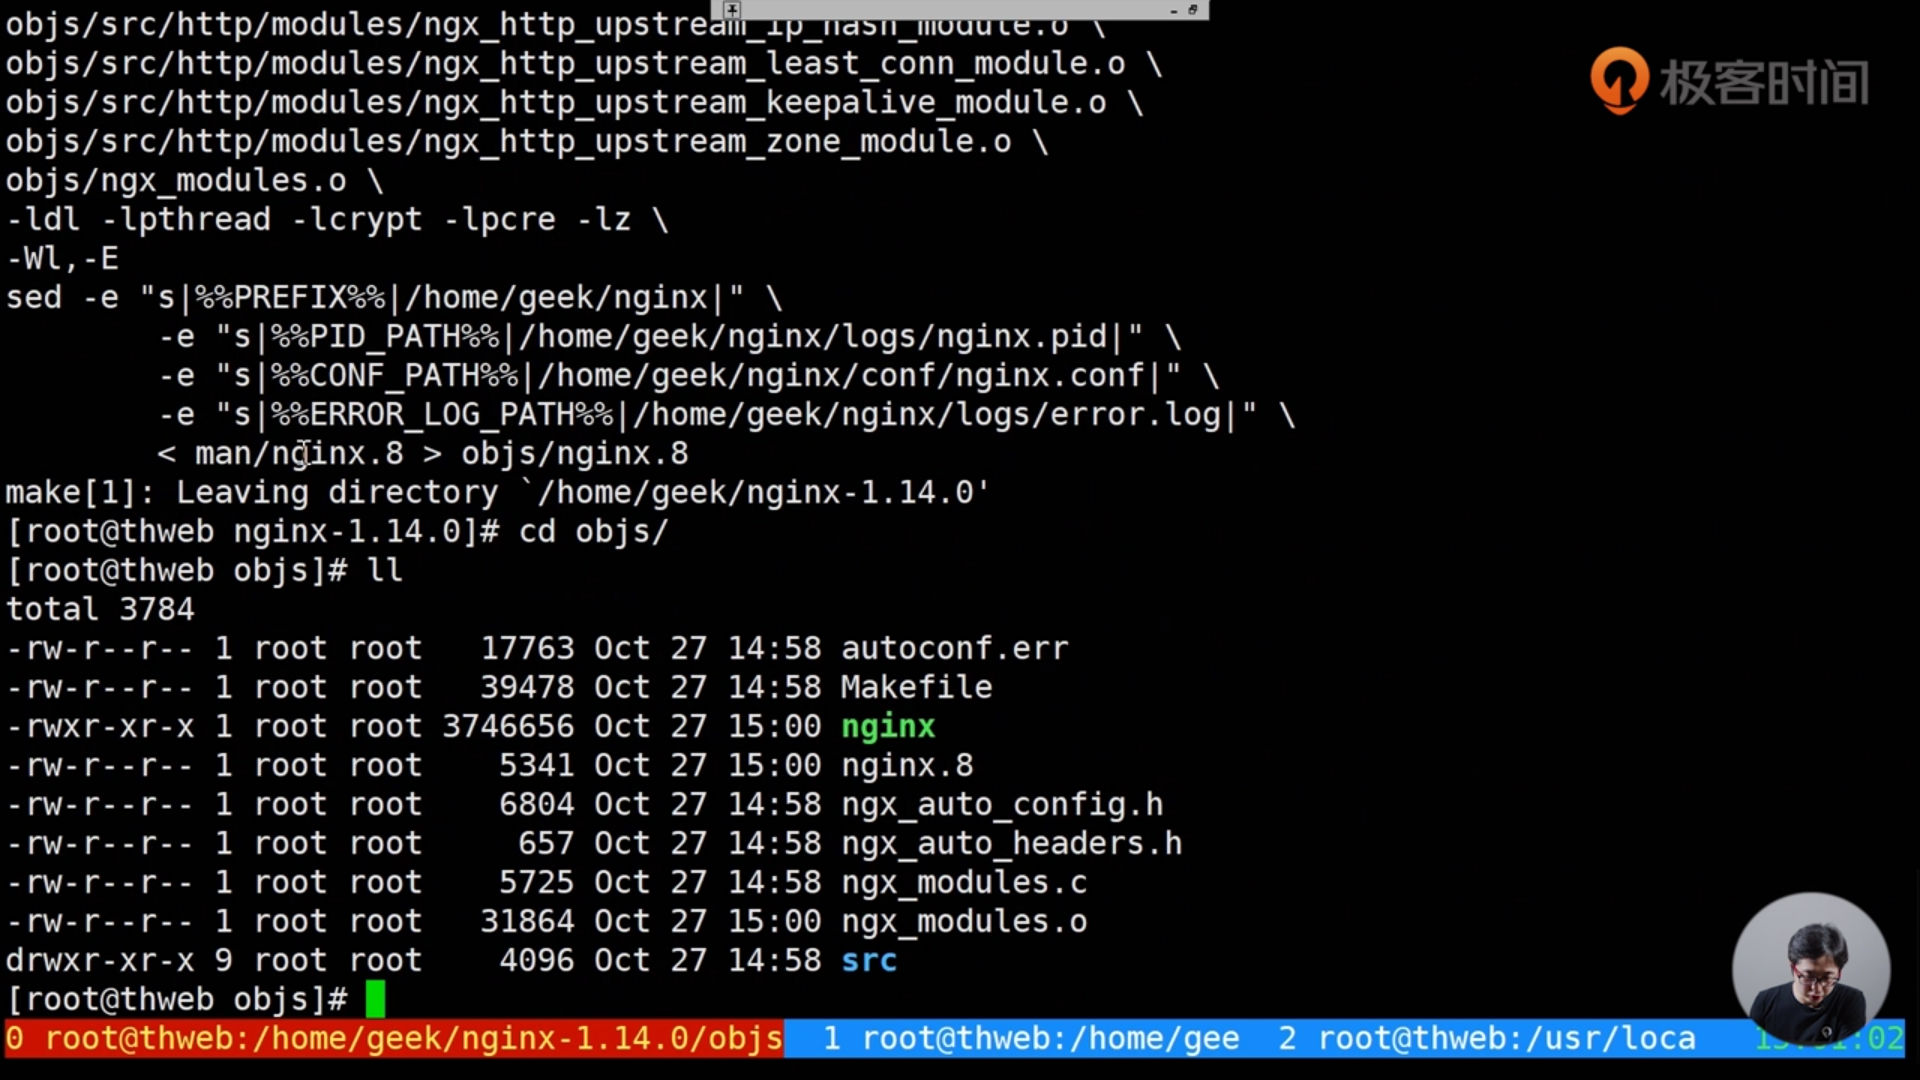 objs/src/http/modules/ngx_http_upstream_ip_hash_module.o \
极客时间
objs/src/http/modules/ngx_http_upstream_least_conn_module.o \
objs/src/http/modules/ngx_http_upstream_keepalive_module.o \
objs/src/http/modules/ngx_http_upstream_zone_module.o \
objs/ngx_modules.o \
-ldl -lpthread -lcrypt -lpcre -lz \
-Wl,-E
sed -e "s|%%PREFIX%%|/home/geek/nginx|" \
        -e "s|%%PID_PATH%%|/home/geek/nginx/logs/nginx.pid|" \
        -e "s|%%CONF_PATH%%|/home/geek/nginx/conf/nginx.conf|" \
        -e "s|%%ERROR_LOG_PATH%%|/home/geek/nginx/logs/error.log|" \
        < man/nginx.8 > objs/nginx.8
make[1]: Leaving directory `/home/geek/nginx-1.14.0'
[root@thweb nginx-1.14.0]# cd objs/
[root@thweb objs]# ll
total 3784
-rw-r--r-- 1 root root   17763 Oct 27 14:58 autoconf.err
-rw-r--r-- 1 root root   39478 Oct 27 14:58 Makefile
-rwxr-xr-x 1 root root 3746656 Oct 27 15:00 nginx
-rw-r--r-- 1 root root    5341 Oct 27 15:00 nginx.8
-rw-r--r-- 1 root root    6804 Oct 27 14:58 ngx_auto_config.h
-rw-r--r-- 1 root root     657 Oct 27 14:58 ngx_auto_headers.h
-rw-r--r-- 1 root root    5725 Oct 27 14:58 ngx_modules.c
-rw-r--r-- 1 root root   31864 Oct 27 15:00 ngx_modules.o
drwxr-xr-x 9 root root    4096 Oct 27 14:58 src
[root@thweb objs]#
0 root@thweb:/home/geek/nginx-1.14.0/objs  1 root@thweb:/home/gee  2 root@thweb:/usr/loca